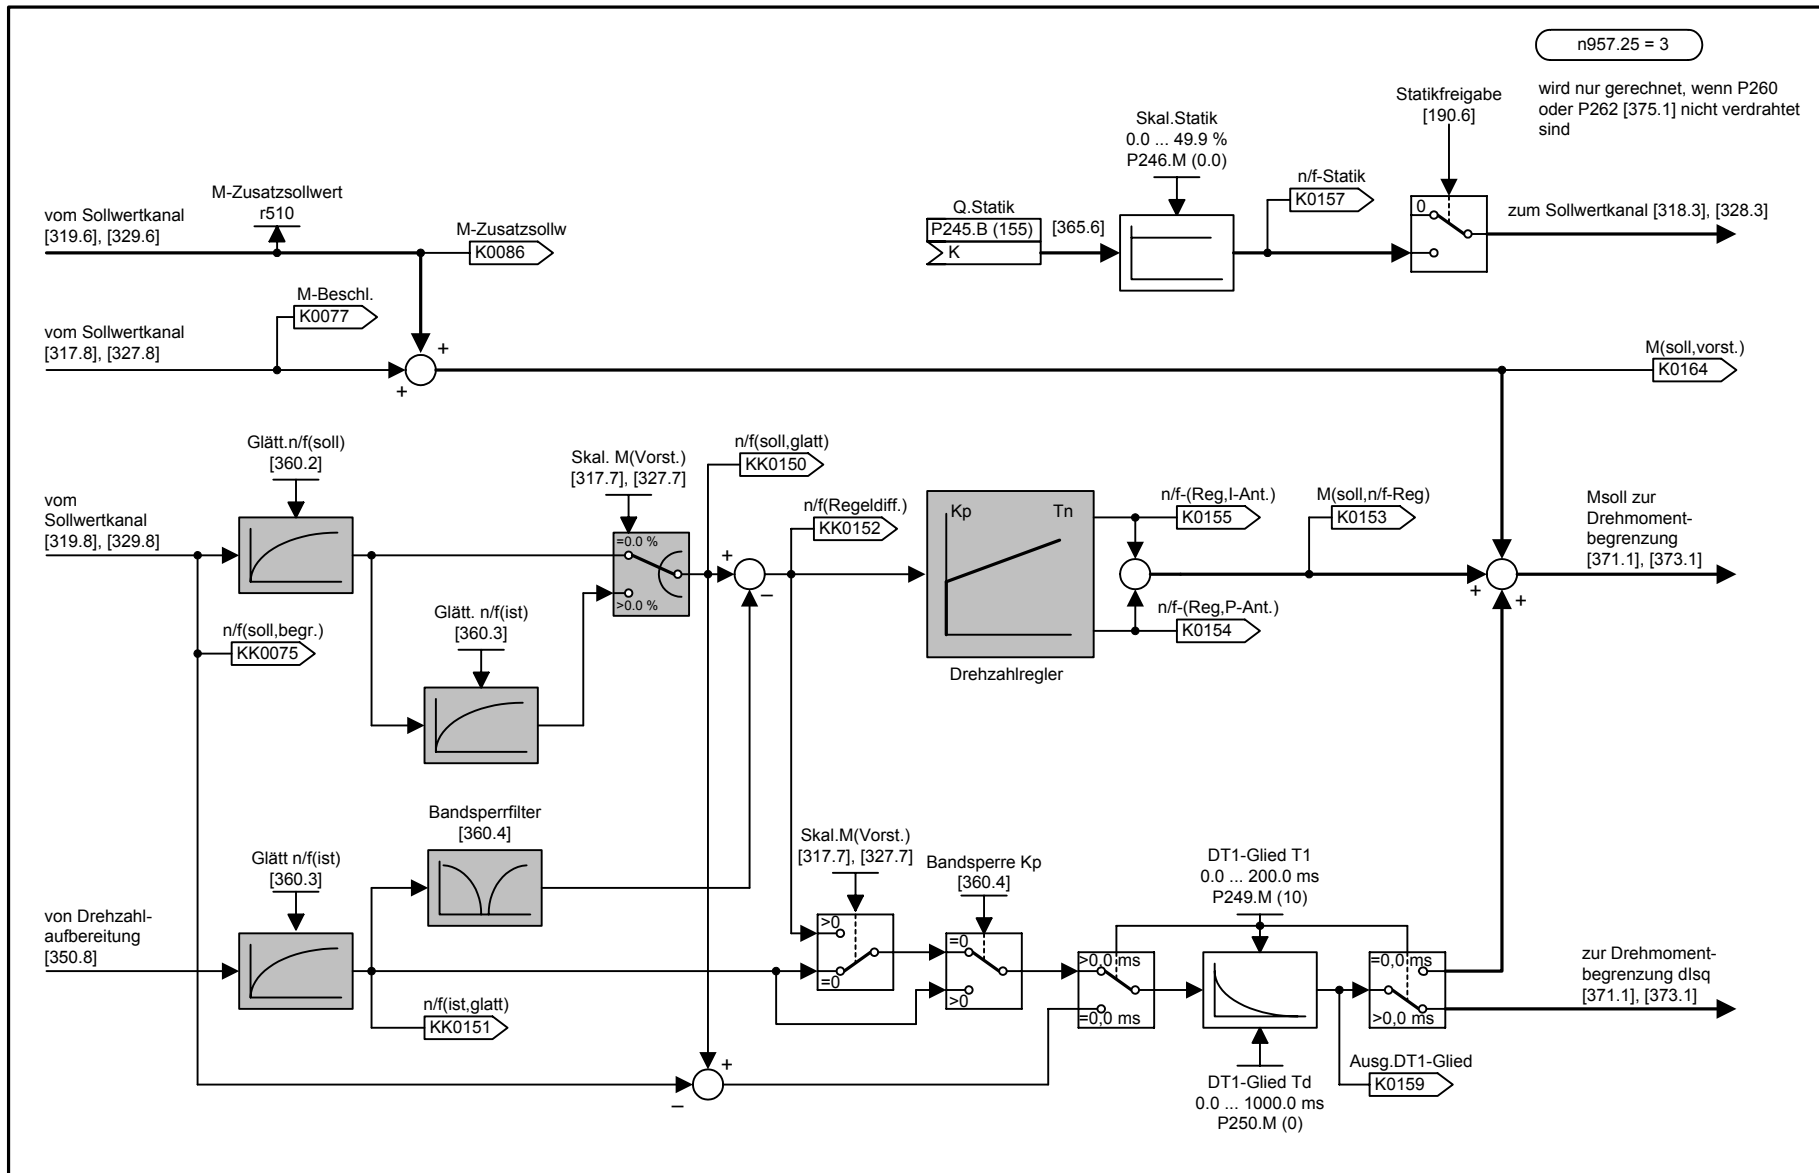 n957.25 = 3
wird nur gerechnet, wenn P260
oder P262 [375.1] nicht verdrahtet
sind
Statikfreigabe
[190.6]
Skal.Statik
0.0 ... 49.9 %
P246.M (0.0)
n/f-Statik
K0157
0
zum Sollwertkanal [318.3], [328.3]
Q.Statik
P245.B (155)
K
[365.6]
M-Zusatzsollwert
r510
vom Sollwertkanal
[319.6], [329.6]
M-Zusatzsollw
K0086
M-Beschl.
K0077
vom Sollwertkanal
[317.8], [327.8]
+
+
M(soll,vorst.)
K0164
Glätt.n/f(soll)
[360.2]
Skal. M(Vorst.)
[317.7], [327.7]
n/f(soll,glatt)
KK0150
vom
Sollwertkanal
[319.8], [329.8]
=0.0 %
>0.0 %
n/f(Regeldiff.)
KK0152
+
–
Kp
Tn
Drehzahlregler
n/f-(Reg,I-Ant.)
K0155
M(soll,n/f-Reg)
K0153
n/f-(Reg,P-Ant.)
K0154
+
+
Msoll zur
Drehmoment-
begrenzung
[371.1], [373.1]
n/f(soll,begr.)
KK0075
Glätt. n/f(ist)
[360.3]
Bandsperrfilter
[360.4]
Glätt n/f(ist)
[360.3]
von Drehzahl-
aufbereitung
[350.8]
n/f(ist,glatt)
KK0151
Skal.M(Vorst.)
[317.7], [327.7]
>0
=0
Bandsperre Kp
[360.4]
=0
>0
DT1-Glied T1
0.0 ... 200.0 ms
P249.M (10)
>0,0 ms
=0,0 ms
=0,0 ms
>0,0 ms
zur Drehmoment-
begrenzung dIsq
[371.1], [373.1]
DT1-Glied Td
0.0 ... 1000.0 ms
P250.M (0)
Ausg.DT1-Glied
K0159
+
–